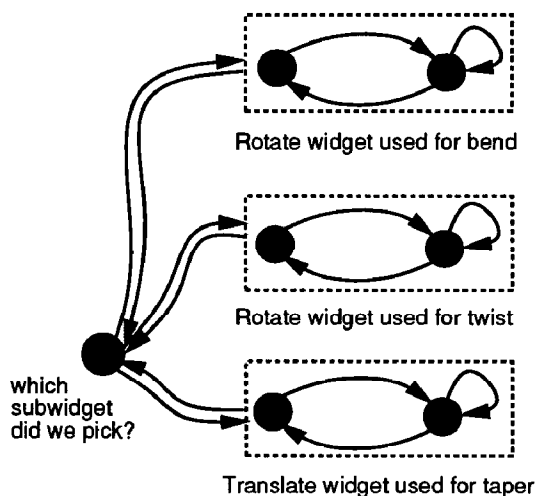 Rotate widget used for bend
Rotate widget used for twist
which
subwidget
did we pick?
Translate widget used for taper